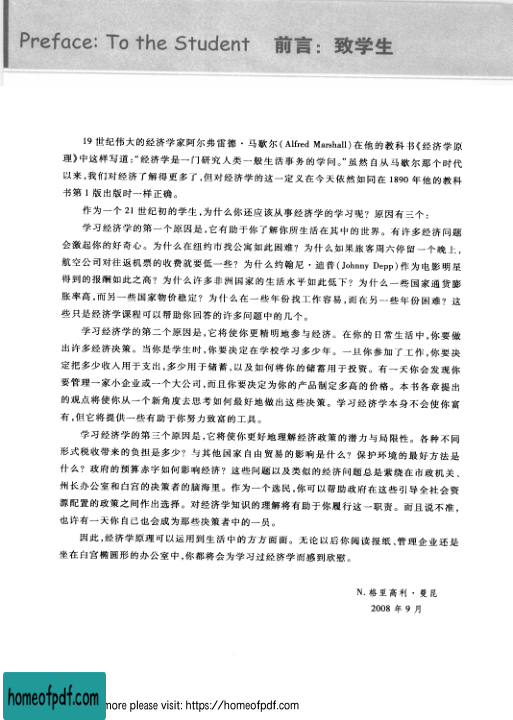 Preface: To the Student 前言：致学生
19 世纪伟大的经济学家阿尔弗雷德·马歇尔(Alfred Marshall)在他的教科书《经济学原
理》中这样写道：“经济学是一门研究人类一般生活事务的学问。”虽然自从马歇尔那个时代
以来，我们对经济了解得更多了，但对经济学的这一定义在今天依然如同在 1890 年他的教科
书第 1 版出版时一样正确。
作为一个 21 世纪初的学生，为什么你还应该从事经济学的学习呢？原因有三个：
学习经济学的第一个原因是，它有助于你了解你所生活在其中的世界。有许多经济问题
会激起你的好奇心。为什么在纽约市找公寓如此困难？为什么如果旅客周六停留一个晚上，
航空公司对往返机票的收费就要低一些？为什么约翰尼·迪普(Johnny Depp)作为电影明星
得到的报酬如此之高？为什么许多非洲国家的生活水平如此低下？为什么一些国家通货膨
胀率高，而另一些国家物价稳定？为什么在一些年份找工作容易，而在另一些年份困难？这
些只是经济学课程可以帮助你回答的许多问题中的几个。
学习经济学的第二个原因是，它将使你更精明地参与经济。在你的日常生活中，你要做
出许多经济决策。当你是学生时，你要决定在学校学习多少年。一旦你参加了工作，你要决
定把多少收入用于支出，多少用于储蓄，以及如何将你的储蓄用于投资。有一天你会发现你
要管理一家小企业或一个大公司，而且你要决定为你的产品制定多高的价格。本书各章提出
的观点将使你从一个新角度去思考如何最好地做出这些决策。学习经济学本身不会使你富
有，但它将提供一些有助于你努力致富的工具。
学习经济学的第三个原因是，它将使你更好地理解经济政策的潜力与局限性。各种不同
形式税收带来的负担是多少？与其他国家自由贸易的影响是什么？保护环境的最好方法是
什么？政府的预算赤字如何影响经济？这些问题以及类似的经济问题总是萦绕在市政机关、
州长办公室和白宫的决策者的脑海里。作为一个选民，你可以帮助政府在这些引导全社会资
源配置的政策之间作出选择。对经济学知识的理解将有助于你履行这一职责。而且说不准，
也许有一天你自己也会成为那些决策者中的一员。
因此，经济学原理可以运用到生活中的方方面面。无论以后你阅读报纸、管理企业还是
坐在白宫椭圆形的办公室中，你都将会为学习过经济学而感到欣慰。
N. 格里高利·曼昆
2008 年 9 月
homeofpdf.com more please visit: https://homeofpdf.com